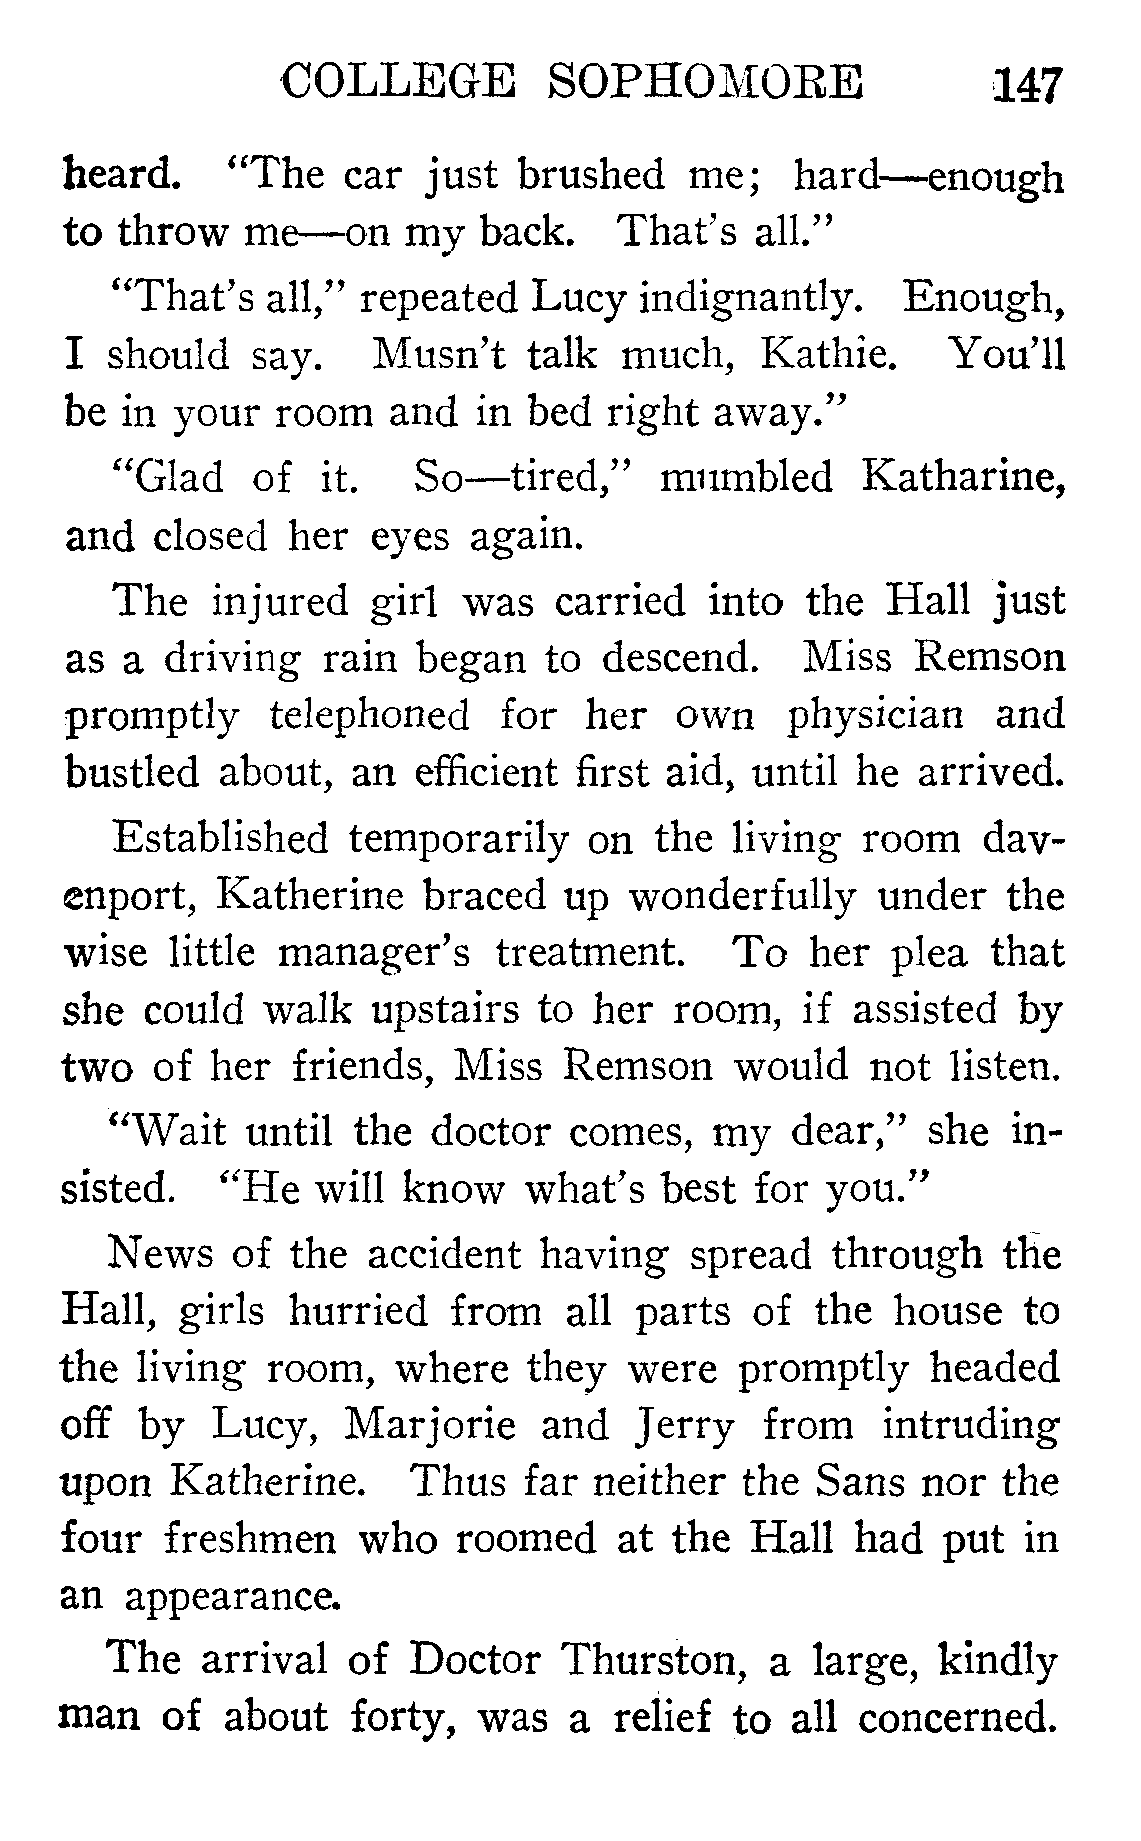 COLLEGE SOPHOMORE 147
heard. “The car just brushed me; hard—enough
to throw me—on my back. That’s all.”
“That’s all,” repeated Lucy indignantly. Enough,
I should say. Musn’t talk much, Kathie. You’ll
be in your room and in bed right away.”
“Glad of it. So—tired,” mumbled Katharine,
and closed her eyes again.
The injured girl was carried into the Hall just
as a driving rain began to descend. Miss Remson
promptly telephoned for her own physician and
bustled about, an efficient first aid, until he arrived.
Established temporarily on the living room dav-
enport, Katherine braced up wonderfully under the
wise little manager’s treatment. To her plea that
she could walk upstairs to her room, if assisted by
two of her friends, Miss Remson would not listen.
“Wait until the doctor comes, my dear,” she in-
sisted. “He will know what’s best for you.”
News of the accident having spread through the
Hall, girls hurried from all parts of the house to
the living room, where they were promptly headed
off by Lucy, Marjorie and Jerry from intruding
upon Katherine. Thus far neither the Sans nor the
four freshmen who roomed at the Hall had put in
an appearance.
The arrival of Doctor Thurston, a large, kindly
man of about forty, was a relief to all concerned.